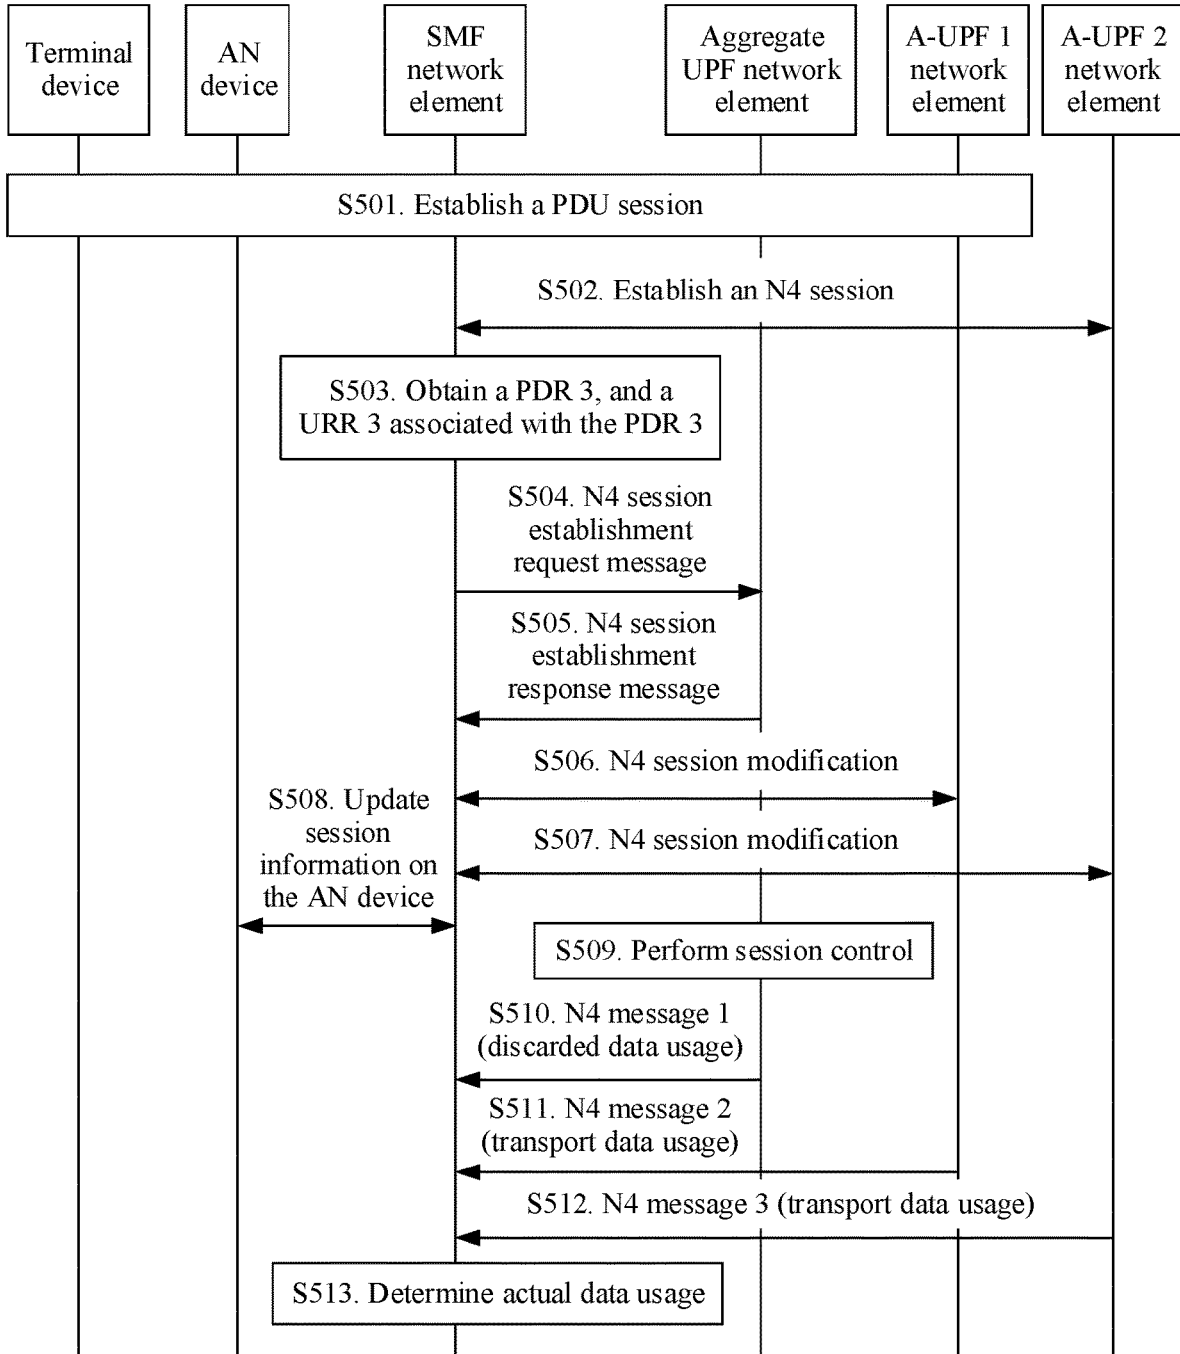 Terminal
device
AN
device
SMF
network
element
Aggregate
UPF network
element
A-UPF 1
network
element
A-UPF 2
network
element
S501. Establish a PDU session
S502. Establish an N4 session
S503. Obtain a PDR 3, and a
URR 3 associated with the PDR 3
S504. N4 session
establishment
request message
S505. N4 session
establishment
response message
S506. N4 session modification
S508. Update
session
information on
the AN device
S507. N4 session modification
S509. Perform session control
S510. N4 message 1
(discarded data usage)
S511. N4 message 2
(transport data usage)
S512. N4 message 3 (transport data usage)
S513. Determine actual data usage